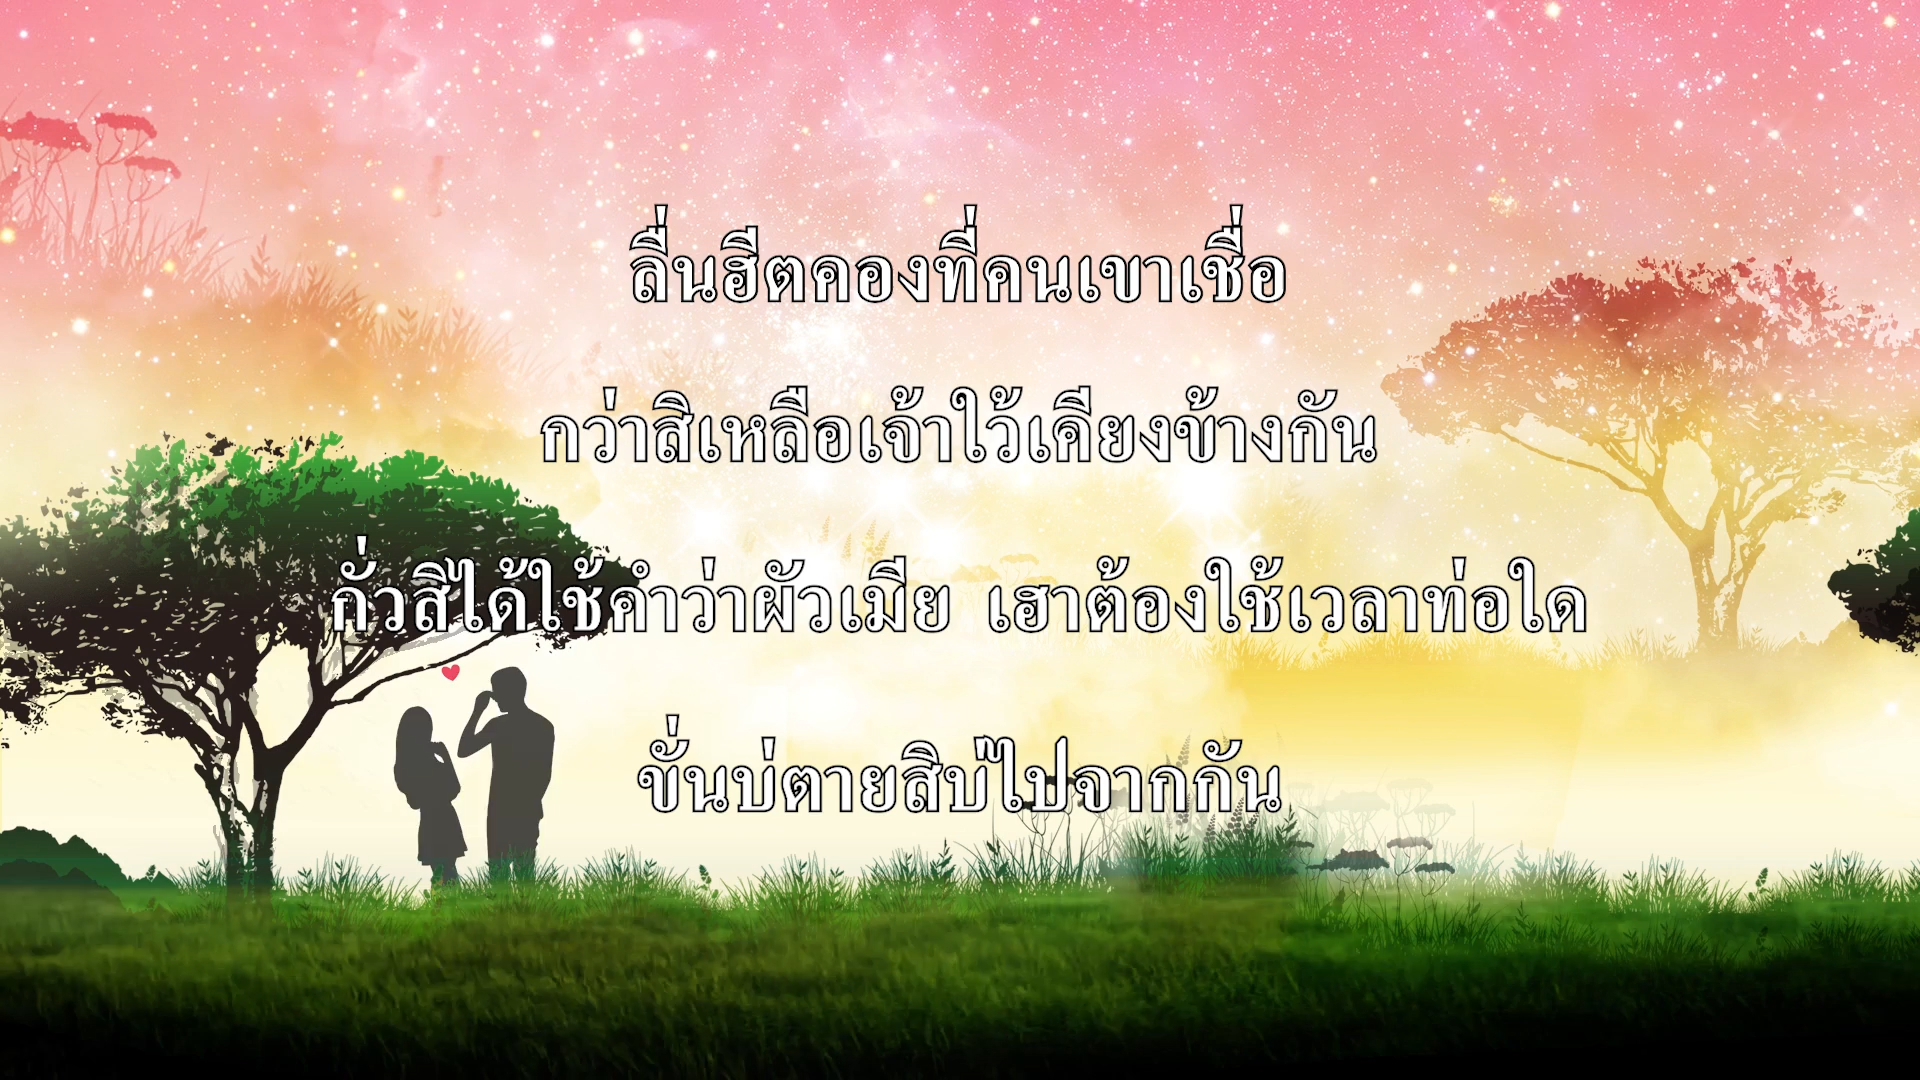 ลื่นฮีตคองที่คนเขาเชื่อ
กว่าสิเหลือเจ้าใว้เคียงข้างกัน
กั่วสิได้ใช้คำว่าผัวเมีย เฮาต้องใช้เวลาท่อใด
ขั่นบ่ตายสิบ่ไปจากกัน